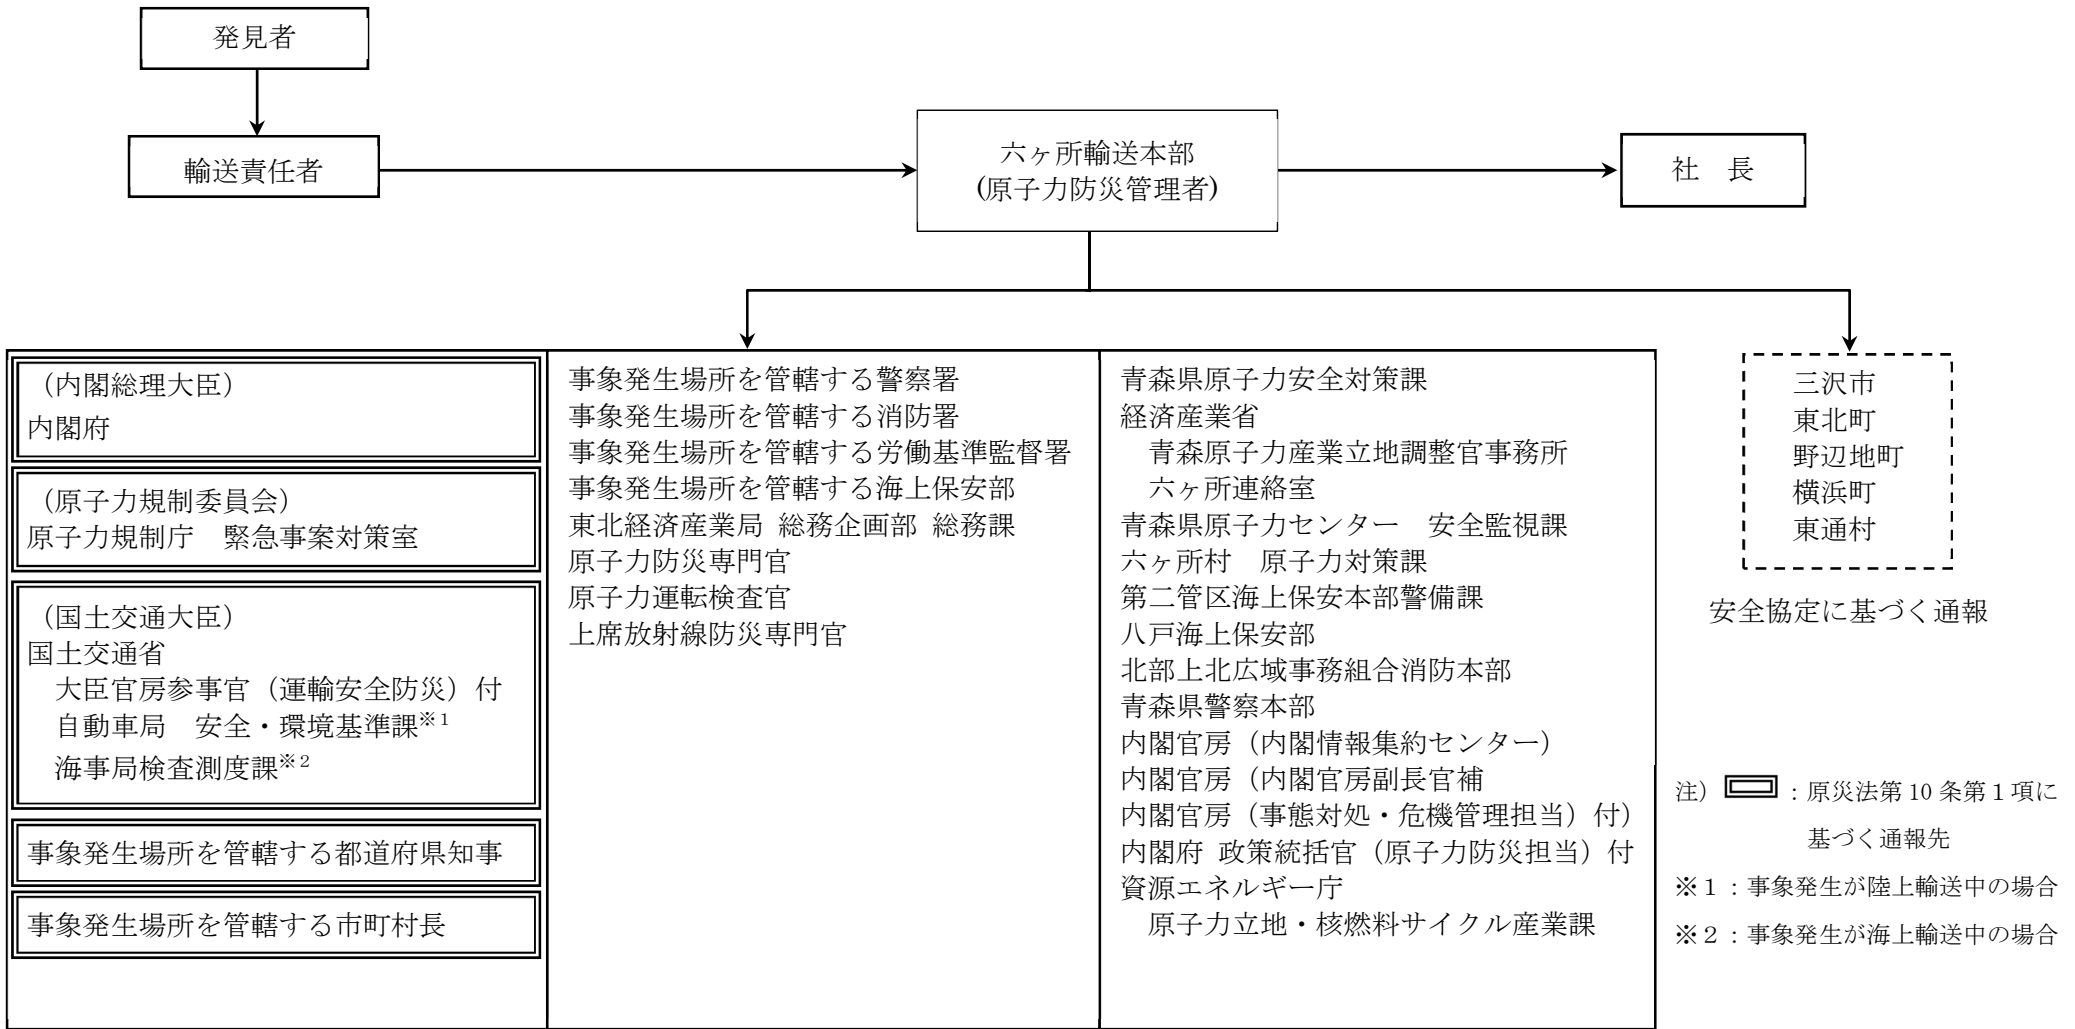 発見者
輸送責任者
六ヶ所輸送本部
(原子力防災管理者)
社　長
（内閣総理大臣）
内閣府
（原子力規制委員会）
原子力規制庁　緊急事案対策室
（国土交通大臣）
国土交通省
大臣官房参事官（運輸安全防災）付
自動車局　安全・環境基準課※1
海事局検査測度課※2
事象発生場所を管轄する都道府県知事
事象発生場所を管轄する市町村長
事象発生場所を管轄する警察署
事象発生場所を管轄する消防署
事象発生場所を管轄する労働基準監督署
事象発生場所を管轄する海上保安部
東北経済産業局 総務企画部 総務課
原子力防災専門官
原子力運転検査官
上席放射線防災専門官
青森県原子力安全対策課
経済産業省
青森原子力産業立地調整官事務所
六ヶ所連絡室
青森県原子力センター　安全監視課
六ヶ所村　原子力対策課
第二管区海上保安本部警備課
八戸海上保安部
北部上北広域事務組合消防本部
青森県警察本部
内閣官房（内閣情報集約センター）
内閣官房（内閣官房副長官補
内閣官房（事態対処・危機管理担当）付）
内閣府 政策統括官（原子力防災担当）付
資源エネルギー庁
原子力立地・核燃料サイクル産業課
三沢市
東北町
野辺地町
横浜町
東通村
安全協定に基づく通報
注）：原災法第 10 条第１項に
基づく通報先
※１：事象発生が陸上輸送中の場合
※２：事象発生が海上輸送中の場合